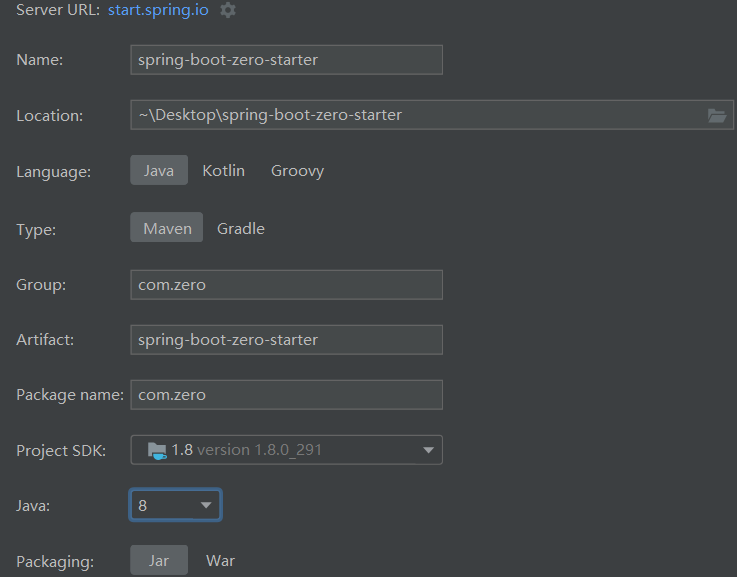 Server URL: start.spring.io
Name: spring-boot-zero-starter
Location: ~\Desktop\spring-boot-zero-starter
Language: Java Kotlin Groovy
Type: Maven Gradle
Group: com.zero
Artifact: spring-boot-zero-starter
Package name: com.zero
Project SDK: 1.8 version 1.8.0_291
Java: 8
Packaging: Jar War